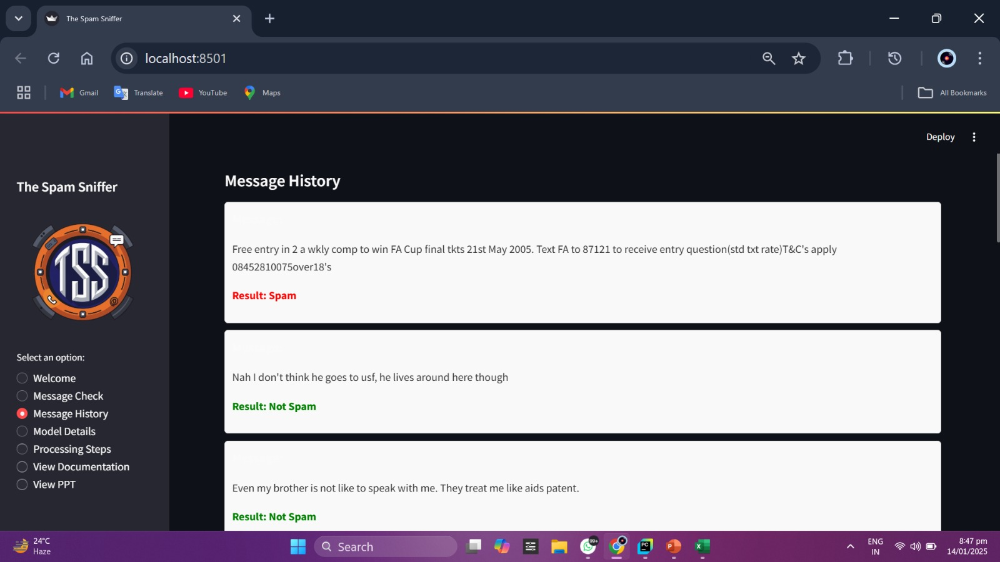 The Spam Sniffer
localhost:8501
Gmail
Translate
YouTube
Maps
All Bookmarks
Deploy
The Spam Sniffer
TSS
Select an option:
Welcome
Message Check
Message History
Model Details
Processing Steps
View Documentation
View PPT
Message History
Free entry in 2 a wkly comp to win FA Cup final tkts 21st May 2005. Text FA to 87121 to receive entry question(std txt rate)T&C's apply
08452810075over18's
Result: Spam
Nah I don't think he goes to usf, he lives around here though
Result: Not Spam
Even my brother is not like to speak with me. They treat me like aids patent.
Result: Not Spam
24°C
Haze
Search
99+
PC
P
X
ENG
IN
8:47 pm
14/01/2025